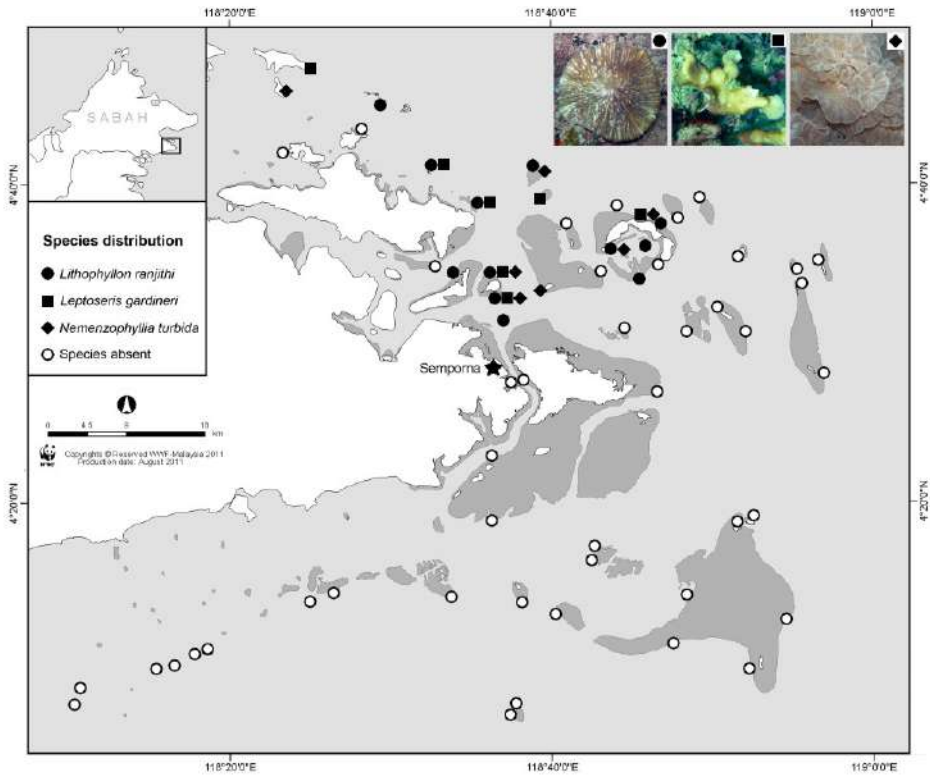 118°20'0"E 118°40'0"E 119°0'0"E
SABAH
4°40'0"N 4°40'0"N
Species distribution
Lithophyllon ranjithi
Leptoseris gardineri
Nemenzophyllia turbida
Species absent
Semporna
0 4.5 9 18
km
WWF
Copyrights ©Reserved WWF-Malaysia 2011
Production date: August 2011
4°20'0"N 4°20'0"N
118°20'0"E 118°40'0"E 119°0'0"E